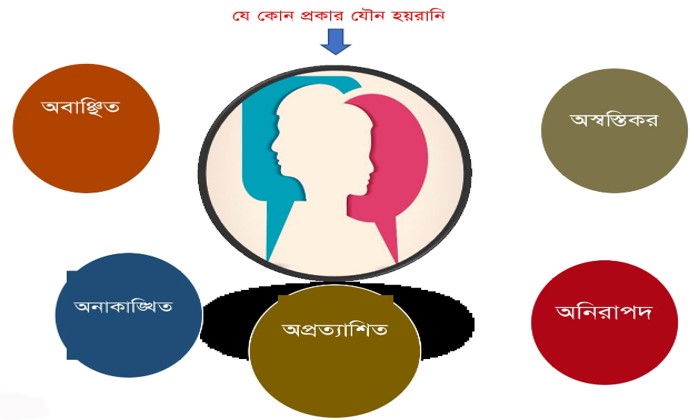 যে কোন প্রকার যৌন হয়রানি
অবাঞ্ছিত
অস্বস্তিকর
অনাকাঙ্খিত
অপ্রত্যাশিত
অনিরাপদ